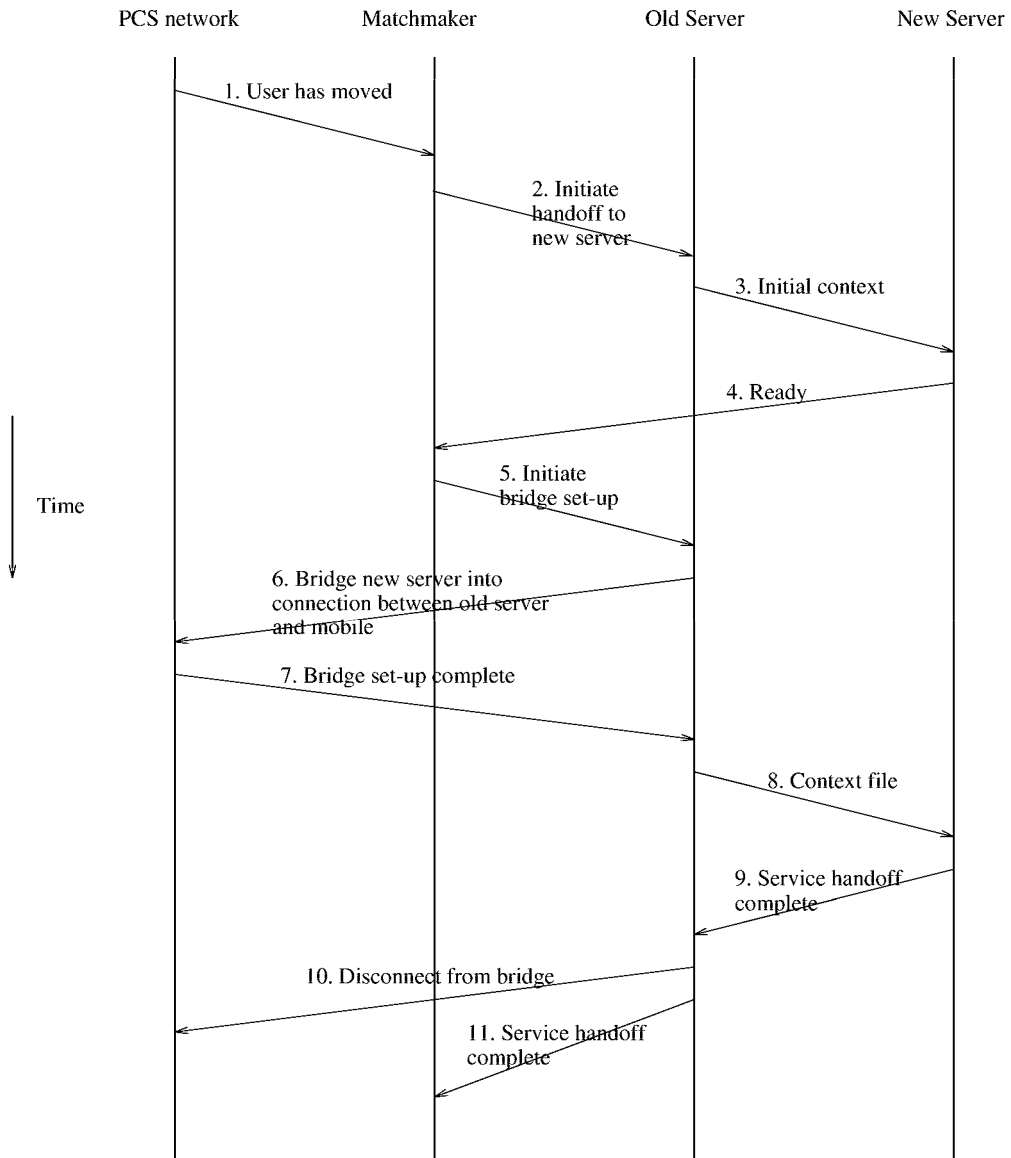 PCS network
Matchmaker
Old Server
New Server
1. User has moved
2. Initiate
handoff to
new server
3. Initial context
4. Ready
5. Initiate
bridge set-up
Time
6. Bridge new server into
connection between old server
and mobile
7. Bridge set-up complete
8. Context file
9. Service handoff
complete
10. Disconnect from bridge
11. Service handoff
complete